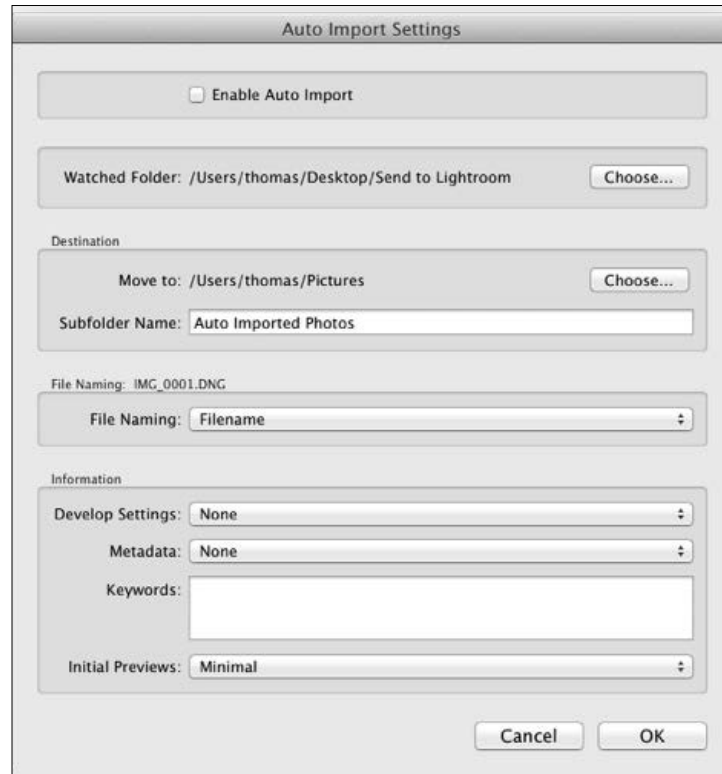 Auto Import Settings
Enable Auto Import
Watched Folder: /Users/thomas/Desktop/Send to Lightroom Choose...
Destination
Move to: /Users/thomas/Pictures Choose...
Subfolder Name: Auto Imported Photos
File Naming: IMG_0001.DNG
File Naming: Filename
Information
Develop Settings: None
Metadata: None
Keywords:
Initial Previews: Minimal
Cancel OK